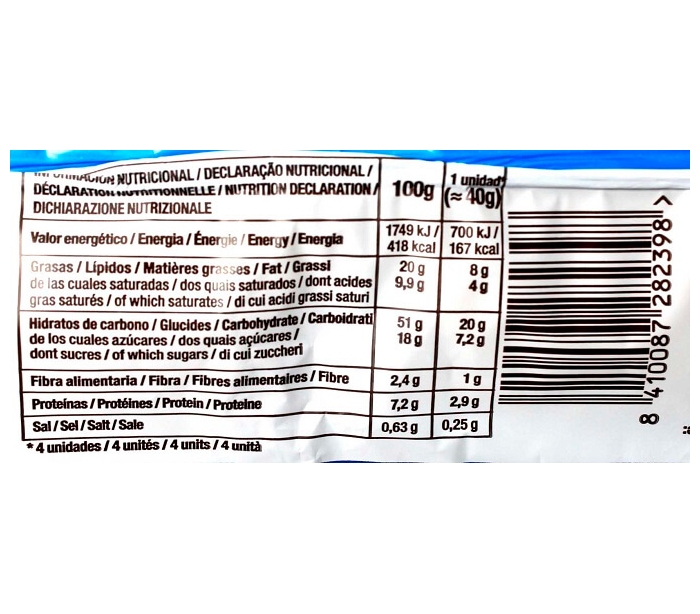 INFORMACIÓN NUTRICIONAL / DECLARAÇÃO NUTRICIONAL /
DÉCLARATION NUTRITIONNELLE / NUTRITION DECLARATION /
DICHIARAZIONE NUTRIZIONALE
100g
1 unidad*
(≈ 40g)
Valor energético / Energia / Énergie / Energy / Energia
1749 kJ / 700 kJ /
418 kcal 167 kcal
Grasas / Lípidos / Matières grasses / Fat / Grassi 20 g 8 g
de las cuales saturadas / dos quais saturados / dont acides 9,9 g 4 g
gras saturés / of which saturates / di cui acidi grassi saturi
Hidratos de carbono / Glucides / Carbohydrate / Carboidrati 51 g 20 g
de los cuales azúcares / dos quais açúcares / 18 g 7,2 g
dont sucres / of which sugars / di cui zuccheri
Fibra alimentaria / Fibra / Fibres alimentaires / Fibre 2,4 g 1 g
Proteínas / Protéines / Protein / Proteine 7,2 g 2,9 g
Sal / Sel / Salt / Sale 0,63 g 0,25 g
* 4 unidades / 4 unités / 4 units / 4 unità
8 410087 282398 >